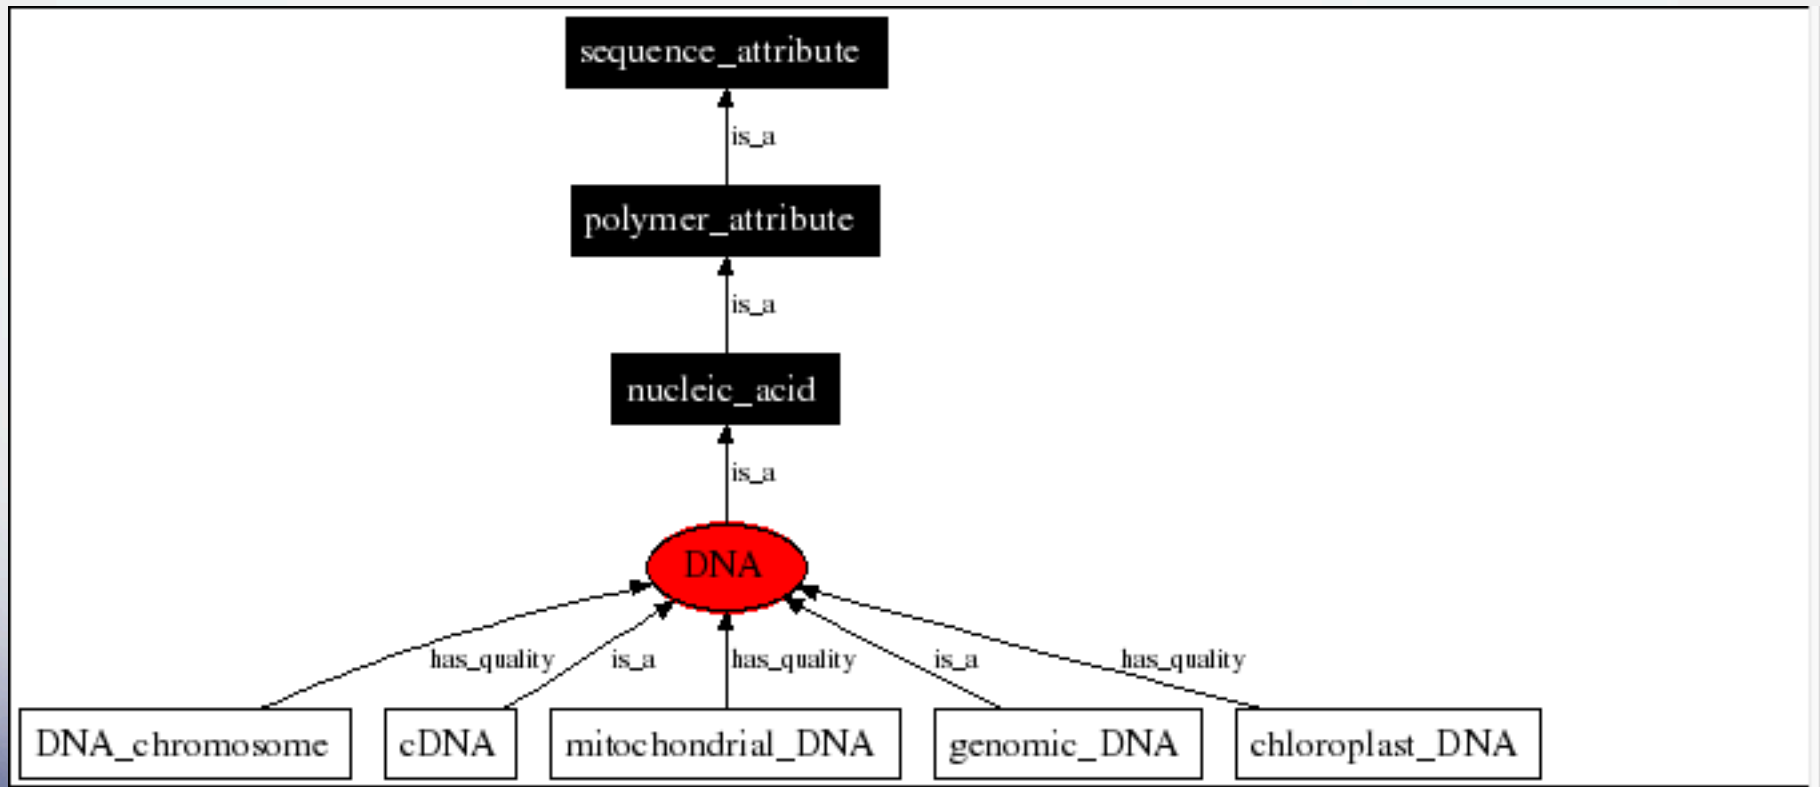 sequence_attribute
is_a
polymer_attribute
is_a
nucleic_acid
is_a
DNA
has_quality
is_a
has_quality
is_a
has_quality
DNA_chromosome
cDNA
mitochondrial_DNA
genomic_DNA
chloroplast_DNA